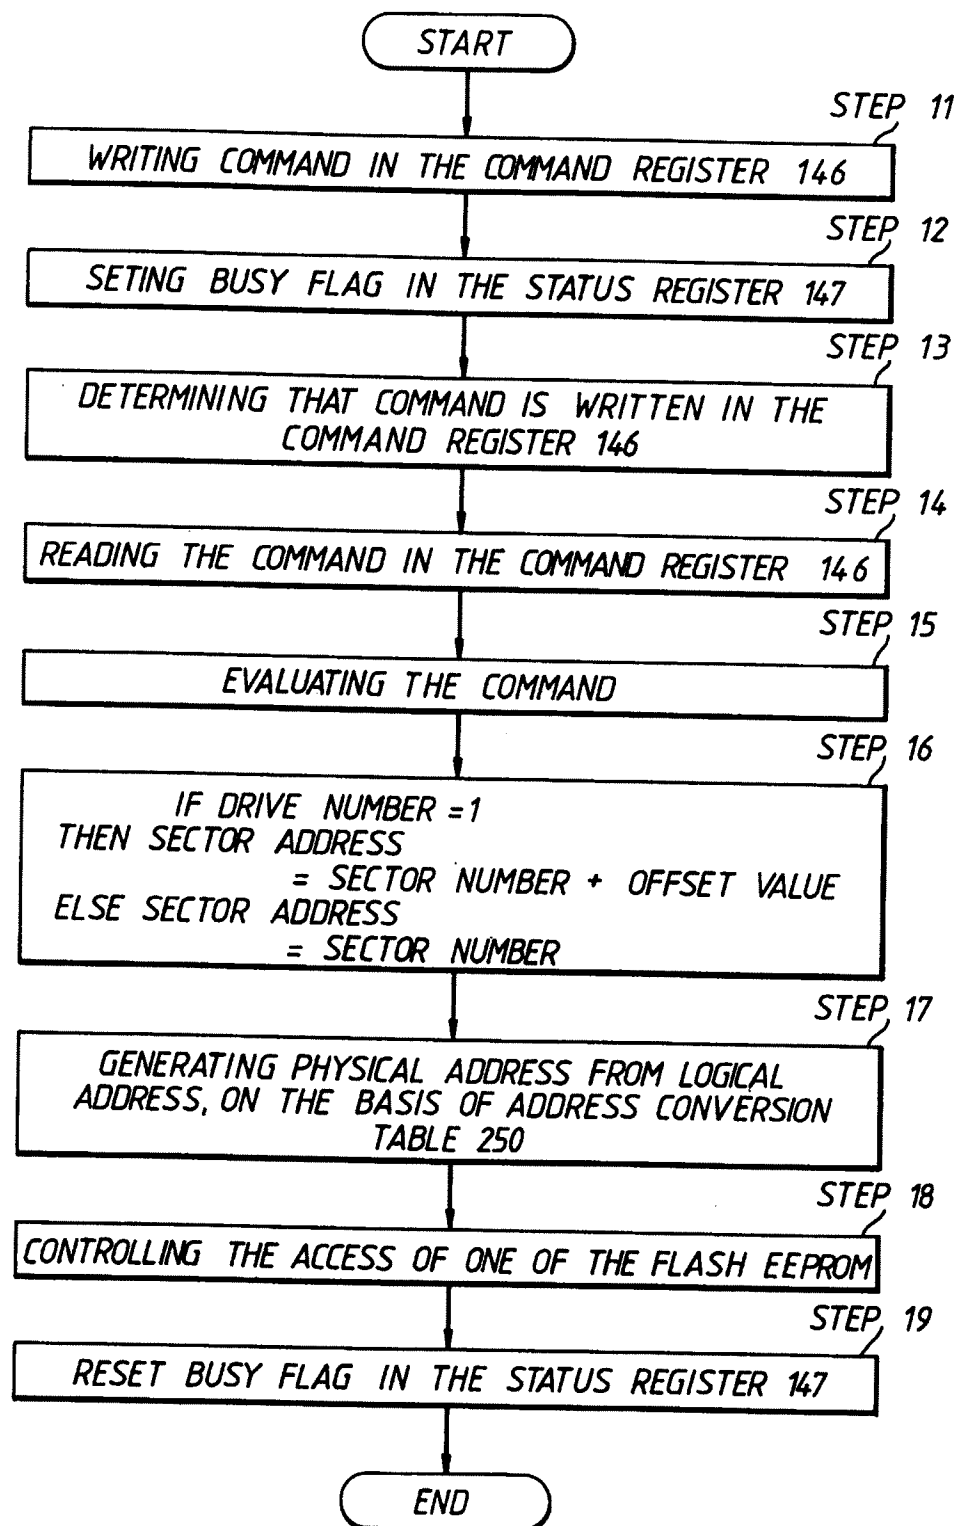 START
STEP 11
WRITING COMMAND IN THE COMMAND REGISTER 146
STEP 12
SETING BUSY FLAG IN THE STATUS REGISTER 147
STEP 13
DETERMINING THAT COMMAND IS WRITTEN IN THE
COMMAND REGISTER 146
STEP 14
READING THE COMMAND IN THE COMMAND REGISTER 146
STEP 15
EVALUATING THE COMMAND
STEP 16
IF DRIVE NUMBER = 1
THEN SECTOR ADDRESS
= SECTOR NUMBER + OFFSET VALUE
ELSE SECTOR ADDRESS
= SECTOR NUMBER
STEP 17
GENERATING PHYSICAL ADDRESS FROM LOGICAL
ADDRESS, ON THE BASIS OF ADDRESS CONVERSION
TABLE 250
STEP 18
CONTROLLING THE ACCESS OF ONE OF THE FLASH EEPROM
STEP 19
RESET BUSY FLAG IN THE STATUS REGISTER 147
END